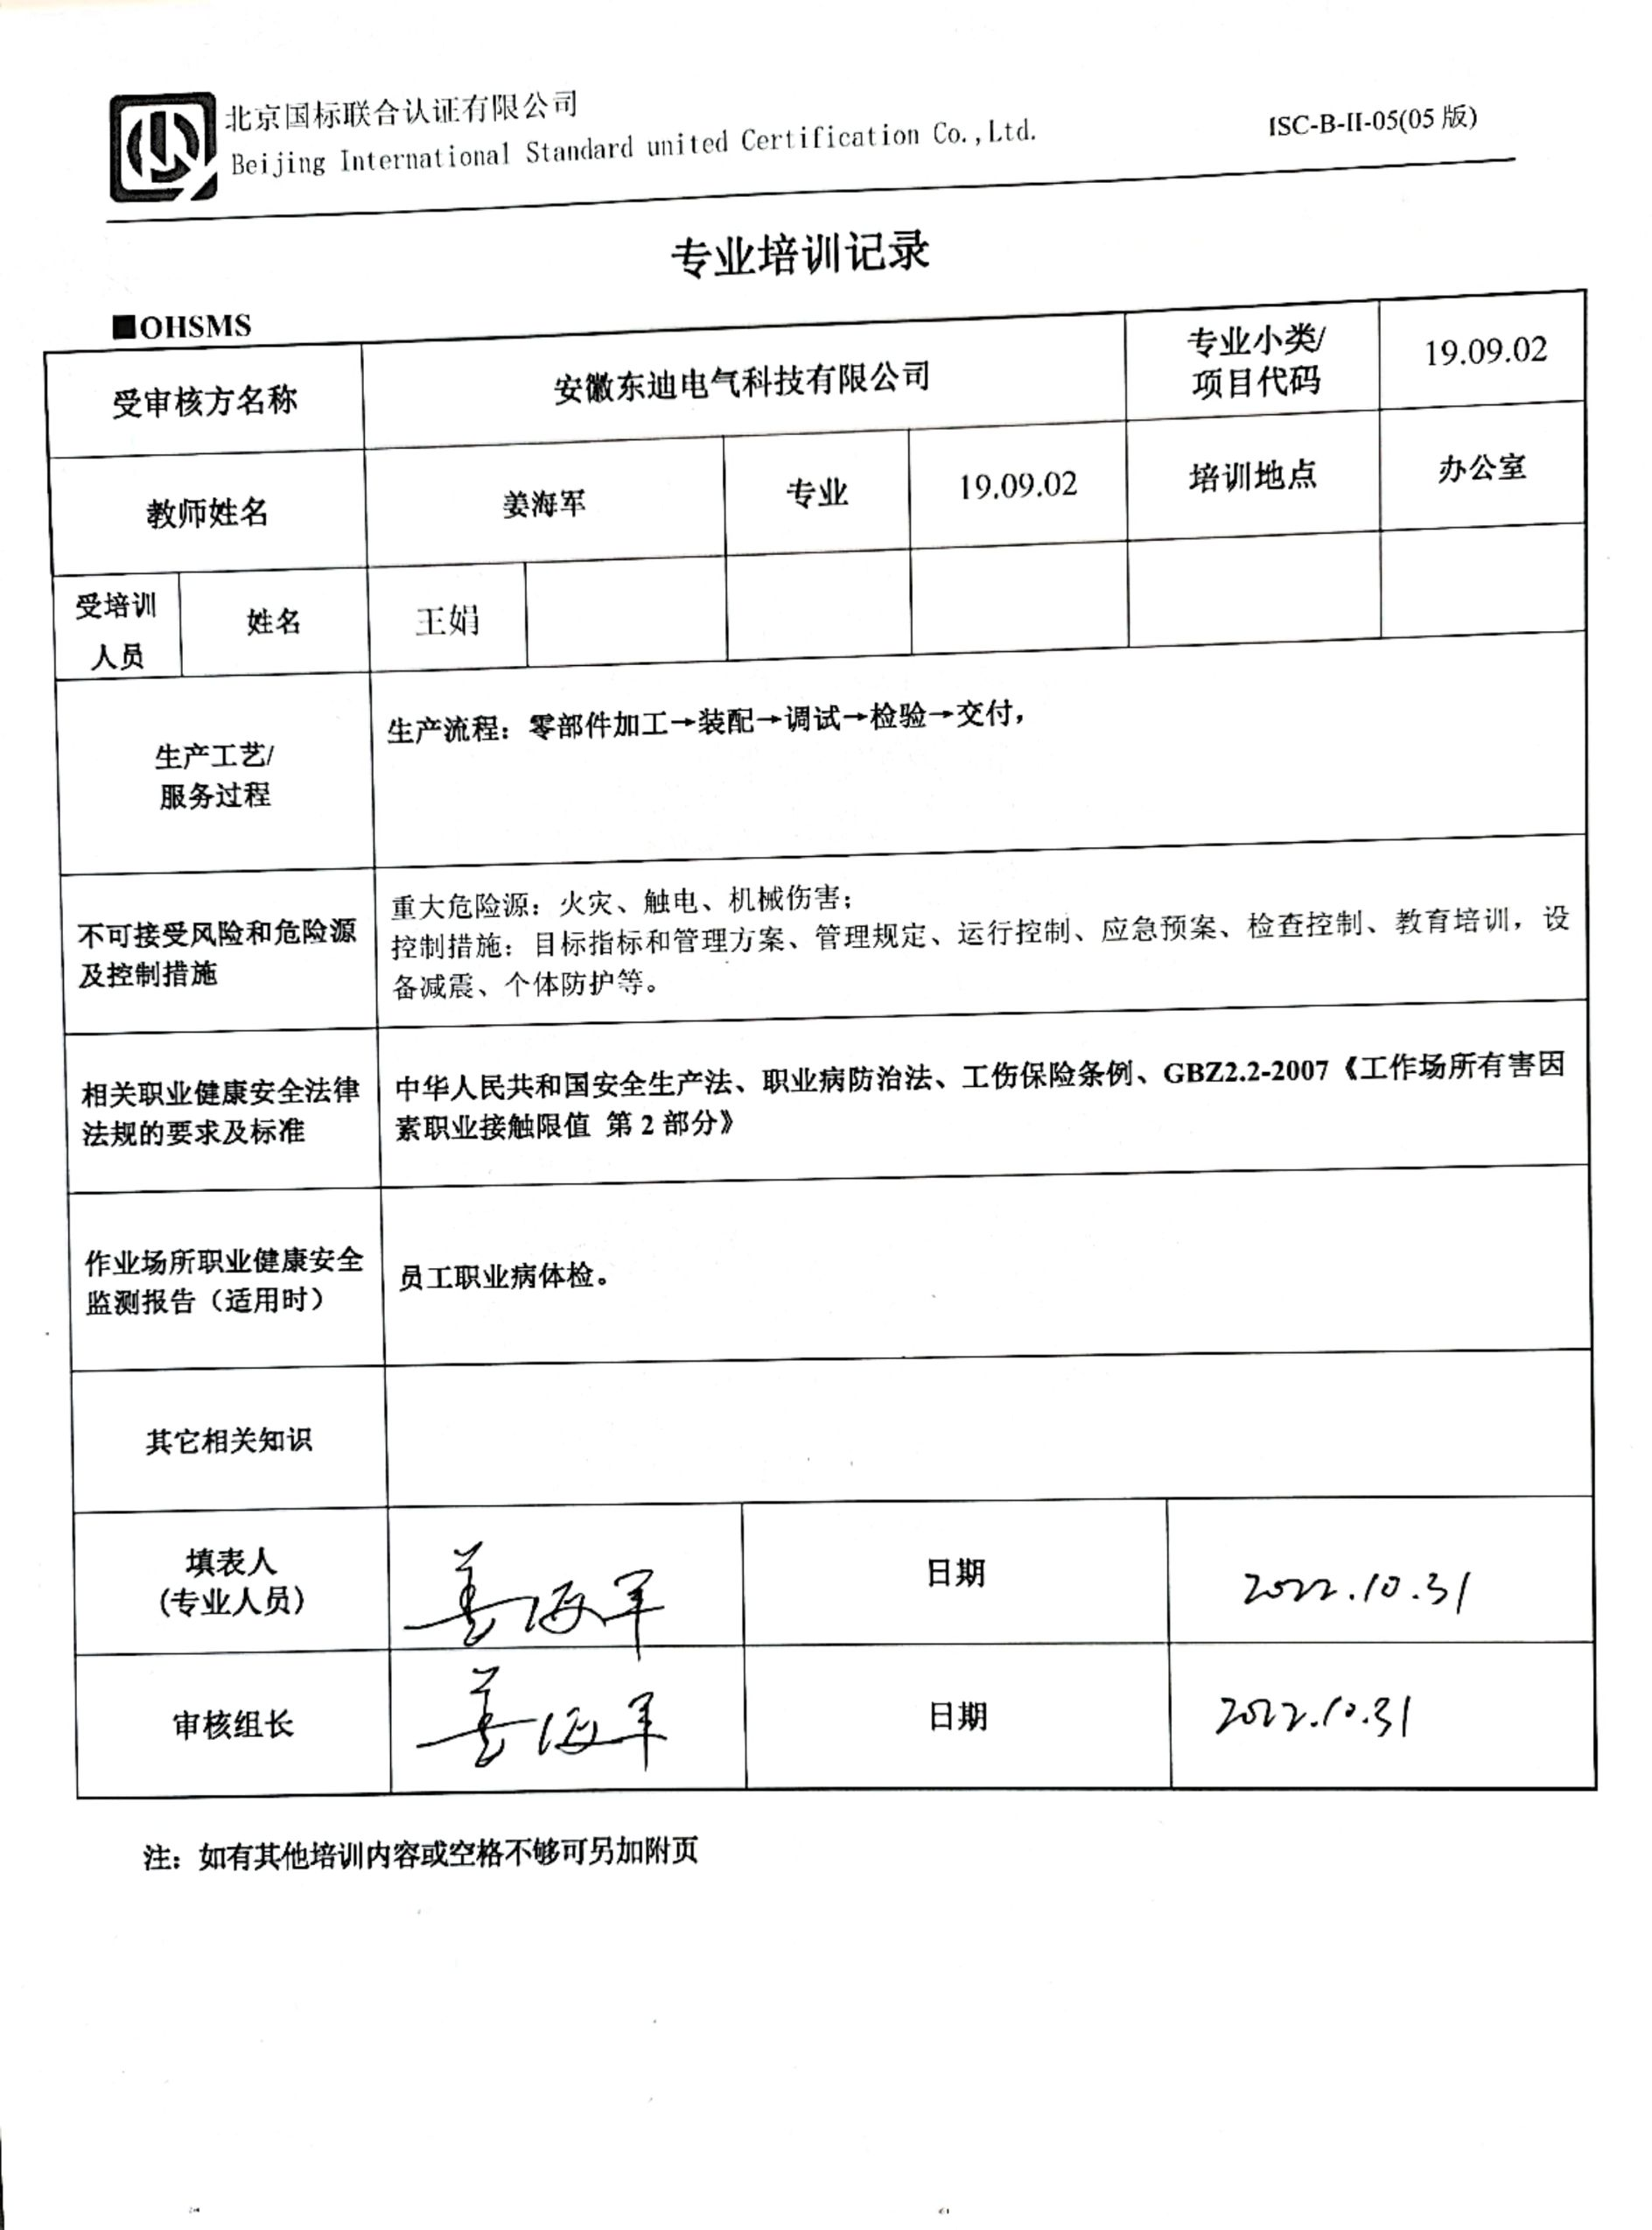 北京国标联合认证有限公司
Beijing International Standard united Certification Co.,Ltd.
ISC-B-II-05(05 版)
专业培训记录
■OHSMS
受审核方名称
安徽东迪电气科技有限公司
专业小类/
项目代码
19.09.02
教师姓名
姜海军
专业
19.09.02
培训地点
办公室
受培训
人员
姓名
王娟
生产工艺/
服务过程
生产流程：零部件加工→装配→调试→检验→交付，
不可接受风险和危险源
及控制措施
重大危险源：火灾、触电、机械伤害；
控制措施：目标指标和管理方案、管理规定、运行控制、应急预案、检查控制、教育培训，设
备减震、个体防护等。
相关职业健康安全法律
法规的要求及标准
中华人民共和国安全生产法、职业病防治法、工伤保险条例、GBZ2.2-2007《工作场所有害因
素职业接触限值 第 2 部分》
作业场所职业健康安全
监测报告（适用时）
员工职业病体检。
其它相关知识
填表人
(专业人员)
姜海军
日期
2022.10.31
审核组长
姜海军
日期
2022.10.31
注：如有其他培训内容或空格不够可另加附页